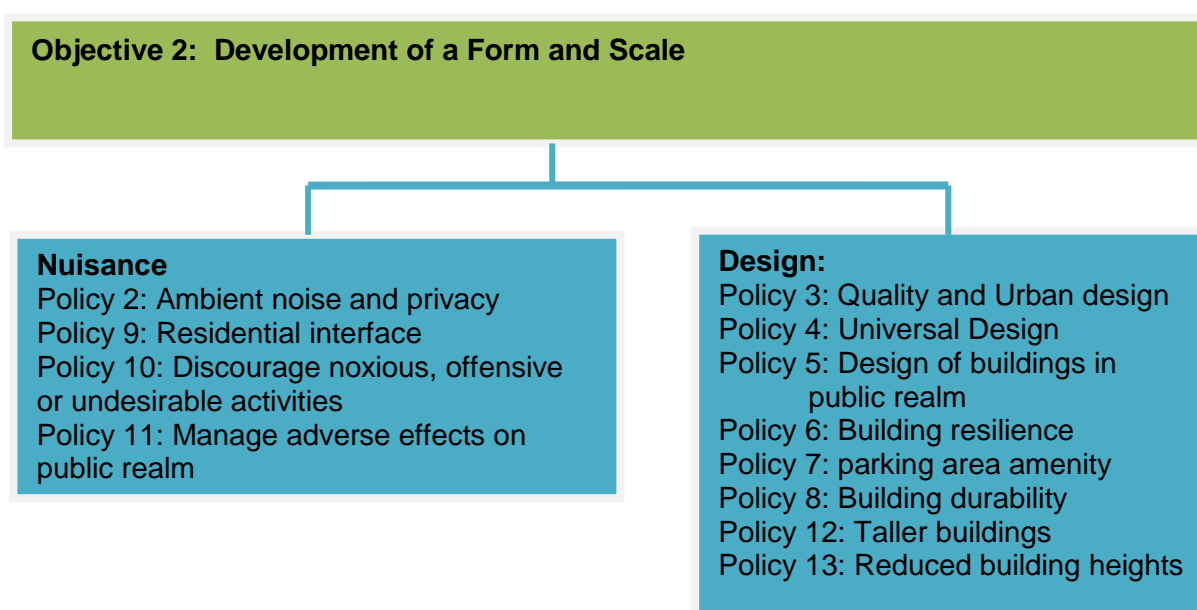 Objective 2:  Development of a Form and Scale
Nuisance
Policy 2: Ambient noise and privacy
Policy 9: Residential interface
Policy 10: Discourage noxious, offensive
or undesirable activities
Policy 11: Manage adverse effects on
public realm
Design:
Policy 3: Quality and Urban design
Policy 4: Universal Design
Policy 5: Design of buildings in
public realm
Policy 6: Building resilience
Policy 7: parking area amenity
Policy 8: Building durability
Policy 12: Taller buildings
Policy 13: Reduced building heights